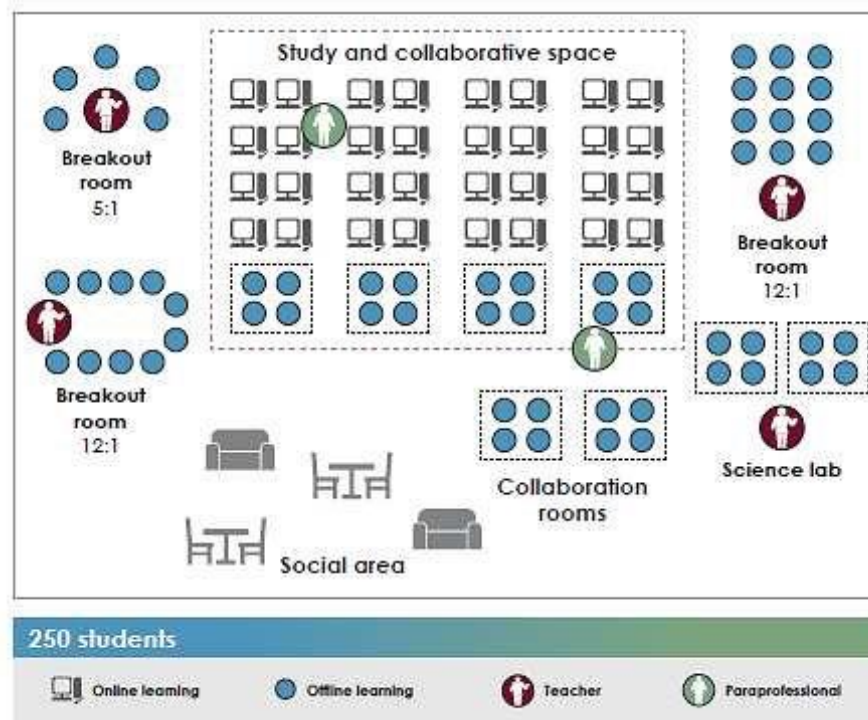 Study and collaborative space
Breakout
room
5:1
Breakout
room
12:1
Breakout
room
12:1
Science lab
Collaboration
rooms
Social area
250 students
Online learning
Offline learning
Teacher
Paraprofessional